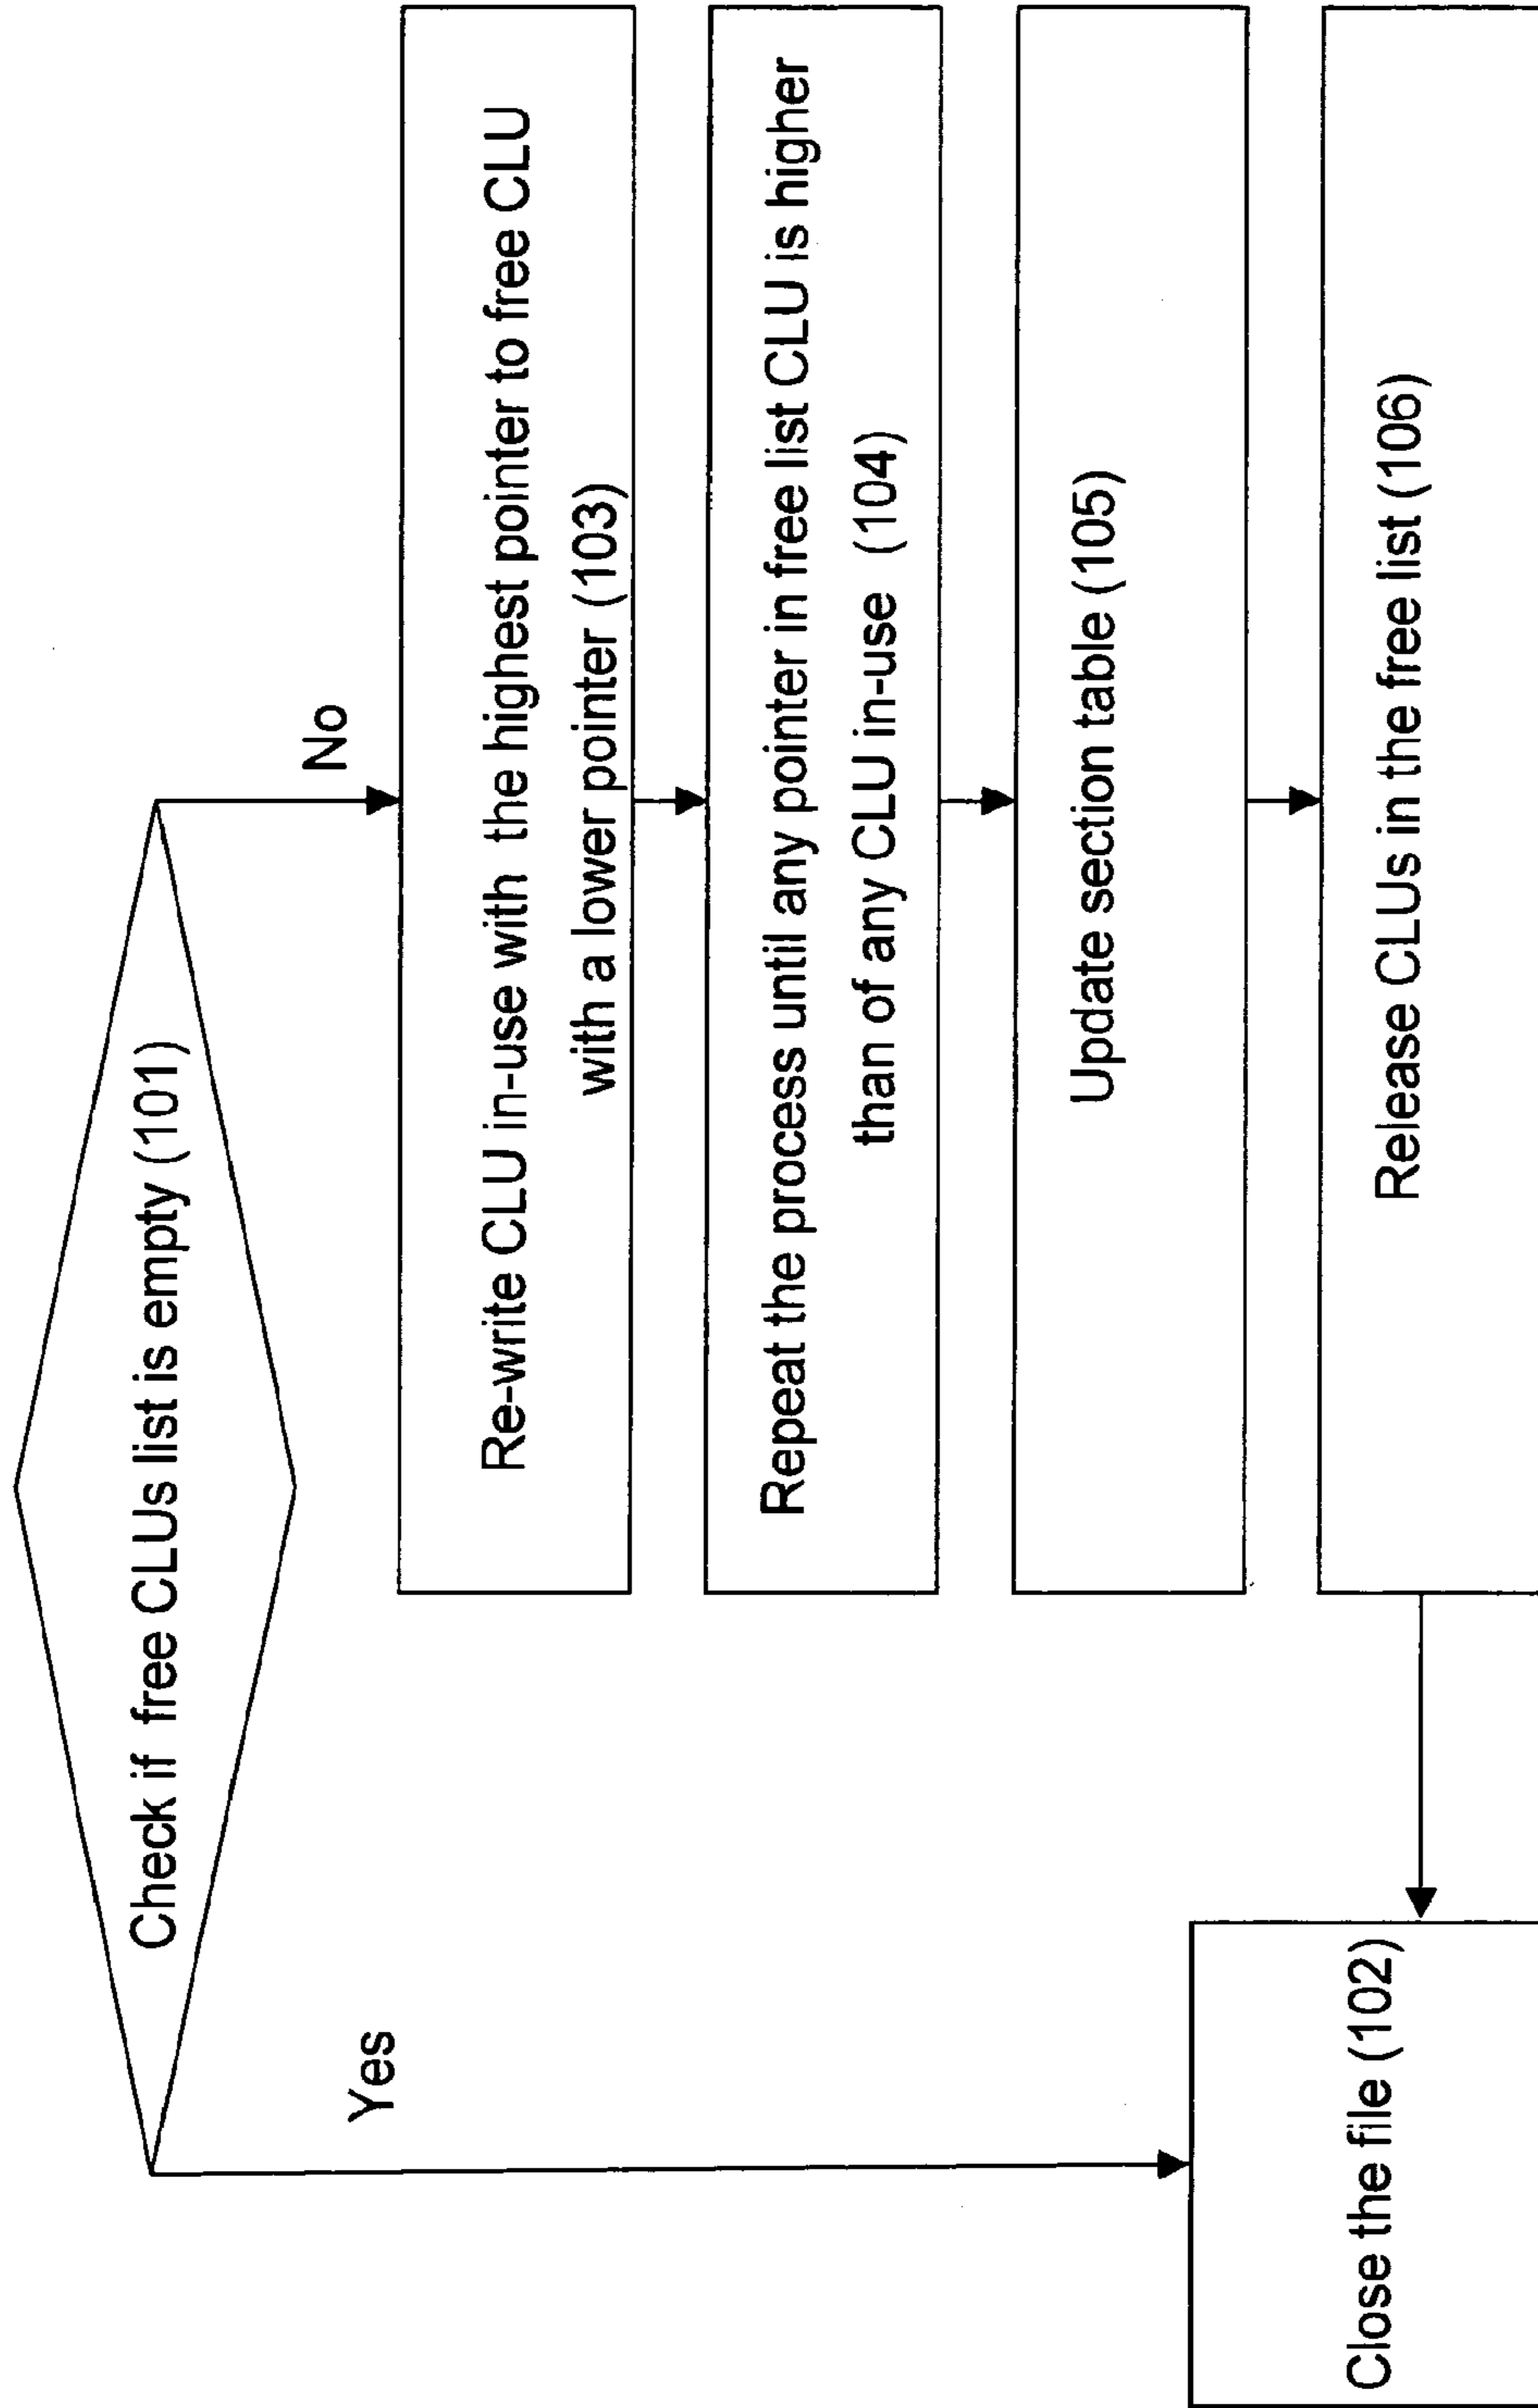 Check if free CLUs list is empty (101)
No
Yes
Re-write CLU in-use with the highest pointer to free CLU
with a lower pointer (103)
Repeat the process until any pointer in free list CLU is higher
than of any CLU in-use (104)
Update section table (105)
Release CLUs in the free list (106)
Close the file (102)